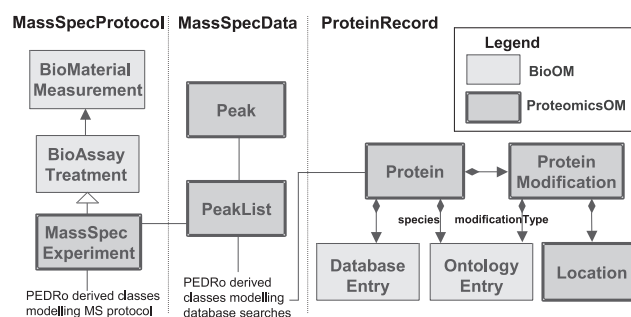 MassSpecProtocol
MassSpecData
ProteinRecord
BioMaterial
Measurement
BioAssay
Treatment
MassSpec
Experiment
PEDRo derived classes
modelling MS protocol
Peak
PeakList
PEDRo derived
classes modelling
database searches
Legend
BioOM
ProteomicsOM
Protein
Protein
Modification
species
modificationType
Database
Entry
Ontology
Entry
Location